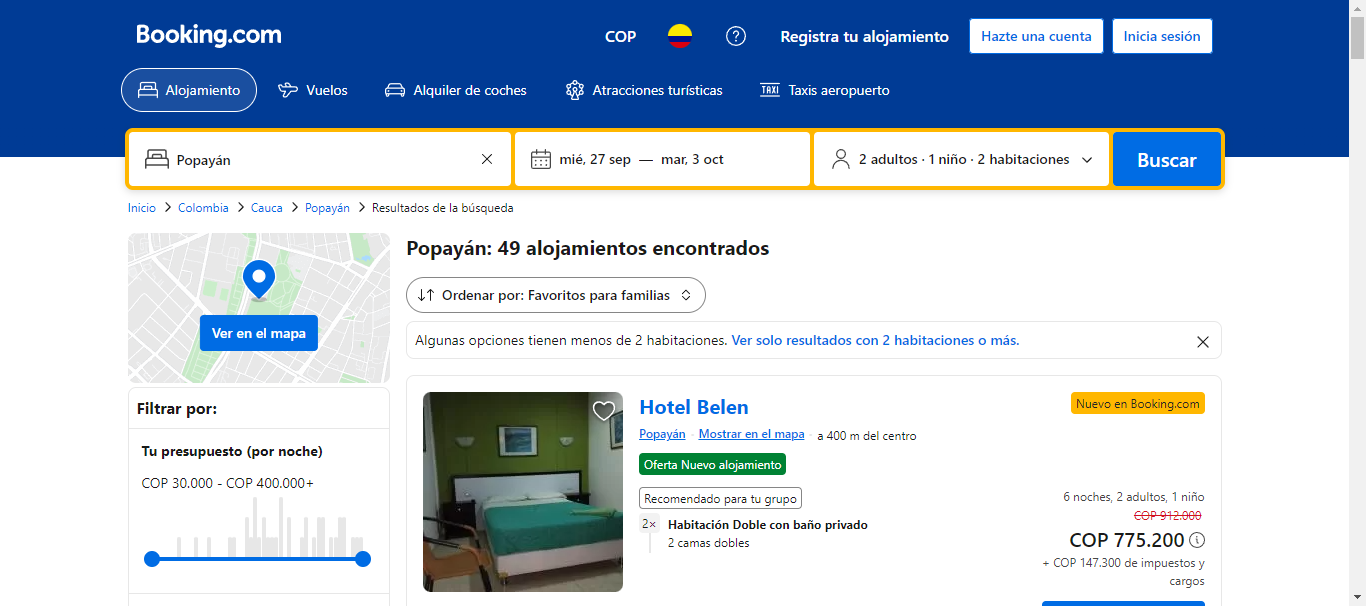 Booking.com
COP
Registra tu alojamiento
Hazte una cuenta
Inicia sesión
Alojamiento
Vuelos
Alquiler de coches
Atracciones turísticas
TAXI Taxis aeropuerto
Popayán
mié, 27 sep — mar, 3 oct
2 adultos · 1 niño · 2 habitaciones
Buscar
Inicio > Colombia > Cauca > Popayán > Resultados de la búsqueda
Ver en el mapa
Filtrar por:
Tu presupuesto (por noche)
COP 30.000 - COP 400.000+
Popayán: 49 alojamientos encontrados
Ordenar por: Favoritos para familias
Algunas opciones tienen menos de 2 habitaciones. Ver solo resultados con 2 habitaciones o más.
Hotel Belen
Nuevo en Booking.com
Popayán · Mostrar en el mapa · a 400 m del centro
Oferta Nuevo alojamiento
Recomendado para tu grupo
2× Habitación Doble con baño privado
2 camas dobles
6 noches, 2 adultos, 1 niño
COP 912.000
COP 775.200
+ COP 147.300 de impuestos y
cargos